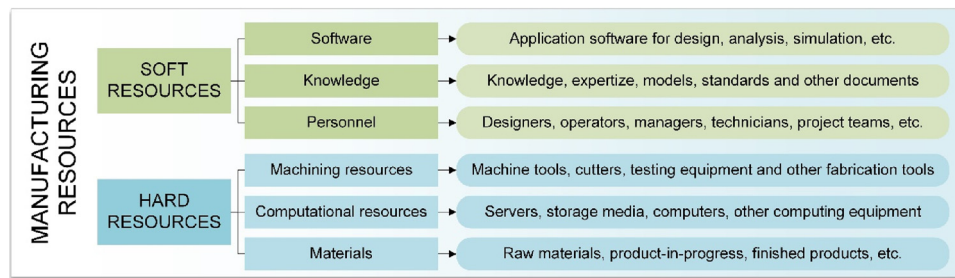 MANUFACTURING
RESOURCES
SOFT
RESOURCES
Software
Application software for design, analysis, simulation, etc.
Knowledge
Knowledge, expertize, models, standards and other documents
Personnel
Designers, operators, managers, technicians, project teams, etc.
HARD
RESOURCES
Machining resources
Machine tools, cutters, testing equipment and other fabrication tools
Computational resources
Servers, storage media, computers, other computing equipment
Materials
Raw materials, product-in-progress, finished products, etc.